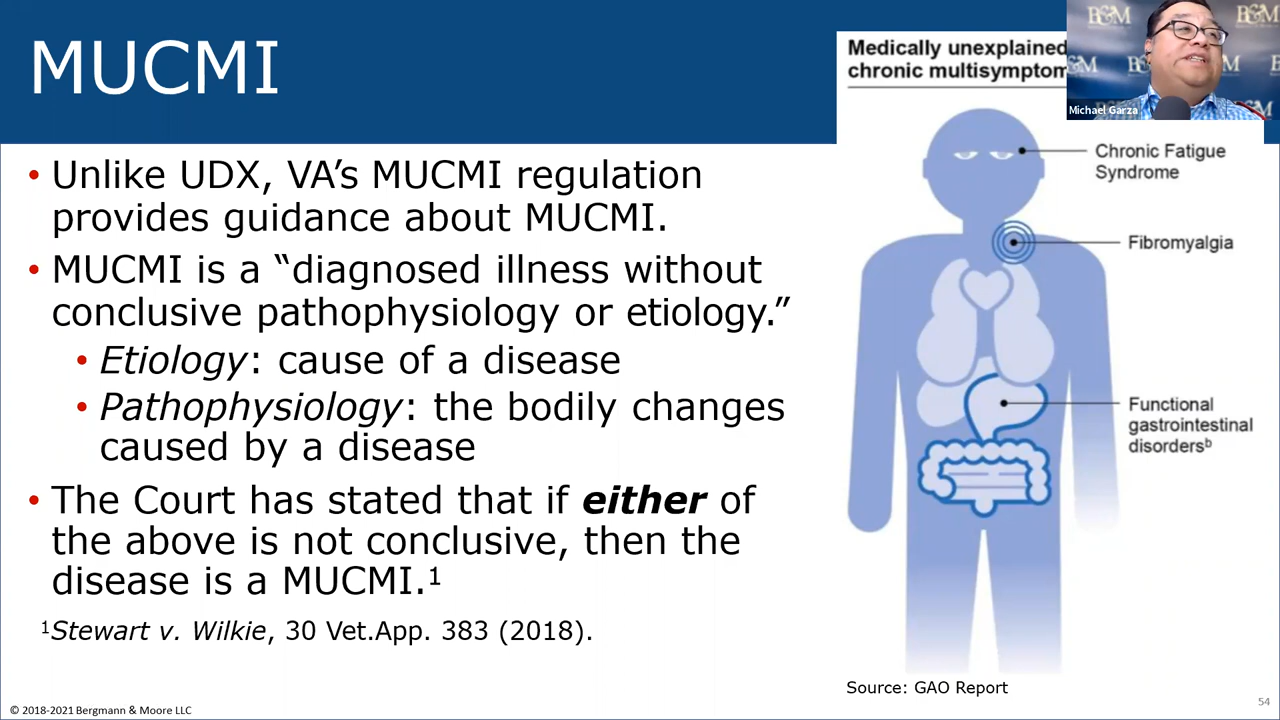 MUCMI
• Unlike UDX, VA’s MUCMI regulation
provides guidance about MUCMI.
• MUCMI is a “diagnosed illness without
conclusive pathophysiology or etiology.”
• Etiology: cause of a disease
• Pathophysiology: the bodily changes
caused by a disease
• The Court has stated that if either of
the above is not conclusive, then the
disease is a MUCMI.¹
¹Stewart v. Wilkie, 30 Vet.App. 383 (2018).
© 2018-2021 Bergmann & Moore LLC
Medically unexplained
chronic multisymptom
B&M
B&M
Michael Garza
Chronic Fatigue
Syndrome
Fibromyalgia
Functional
gastrointestinal
disordersᵇ
Source: GAO Report
54